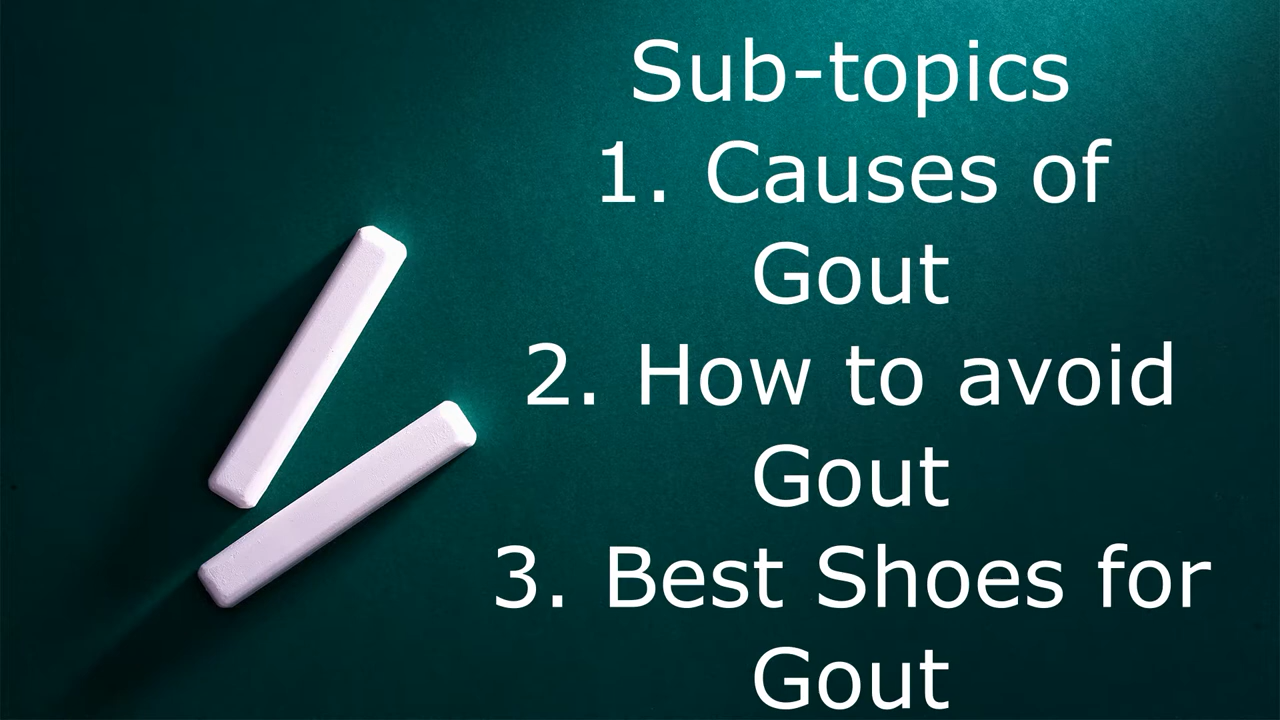 Sub-topics
1. Causes of
Gout
2. How to avoid
Gout
3. Best Shoes for
Gout